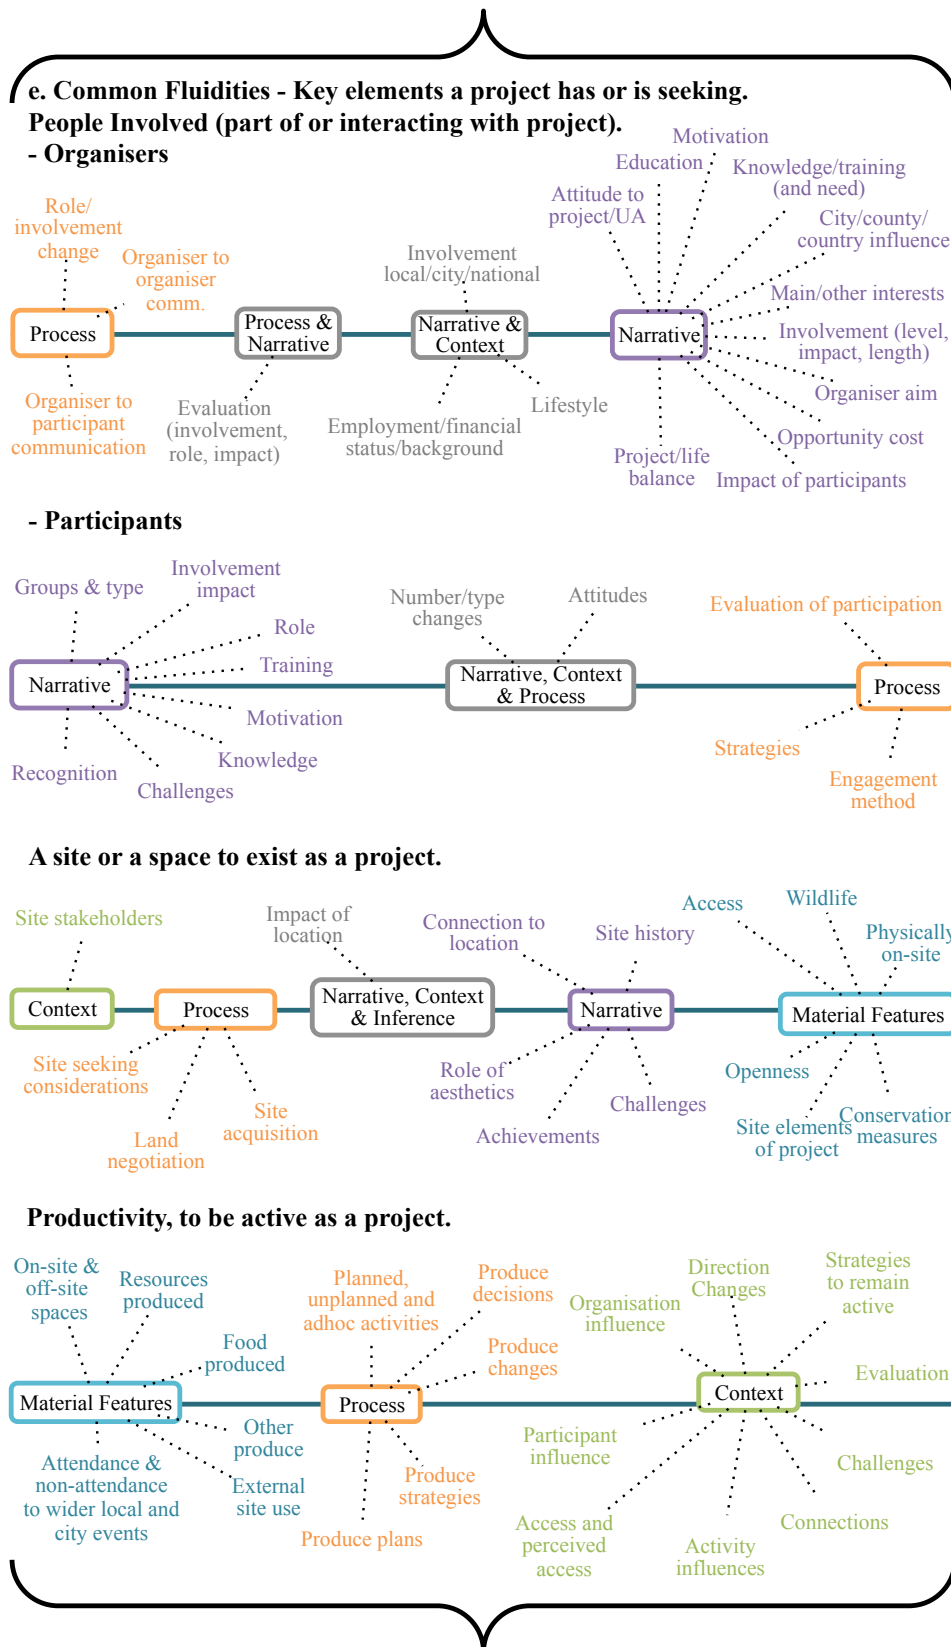 e. Common Fluidities - Key elements a project has or is seeking.
People Involved (part of or interacting with project).
- Organisers
Motivation
Education
Knowledge/training
(and need)
Attitude to
project/UA
City/county/
country influence
Role/
involvement
change
Organiser to
organiser
comm.
Involvement
local/city/national
Main/other interests
Process
Process &
Narrative
Narrative &
Context
Narrative
Involvement (level,
impact, length)
Organiser aim
Organiser to
participant
communication
Evaluation
(involvement,
role, impact)
Employment/financial
status/background
Lifestyle
Opportunity cost
Project/life
balance
Impact of participants
- Participants
Groups & type
Involvement
impact
Role
Training
Number/type
changes
Attitudes
Evaluation of participation
Narrative
Narrative, Context
& Process
Process
Motivation
Knowledge
Recognition
Challenges
Strategies
Engagement
method
A site or a space to exist as a project.
Site stakeholders
Impact of
location
Connection to
location
Site history
Access
Wildlife
Physically
on-site
Context
Process
Narrative, Context
& Inference
Narrative
Material Features
Site seeking
considerations
Land
negotiation
Site
acquisition
Role of
aesthetics
Achievements
Challenges
Openness
Site elements
of project
Conservation
measures
Productivity, to be active as a project.
On-site &
off-site
spaces
Resources
produced
Food
produced
Planned,
unplanned and
adhoc activities
Produce
decisions
Produce
changes
Organisation
influence
Direction
Changes
Strategies
to remain
active
Evaluation
Material Features
Process
Context
Other
produce
Attendance &
non-attendance
to wider local and
city events
External
site use
Produce
strategies
Produce plans
Participant
influence
Access and
perceived
access
Activity
influences
Connections
Challenges